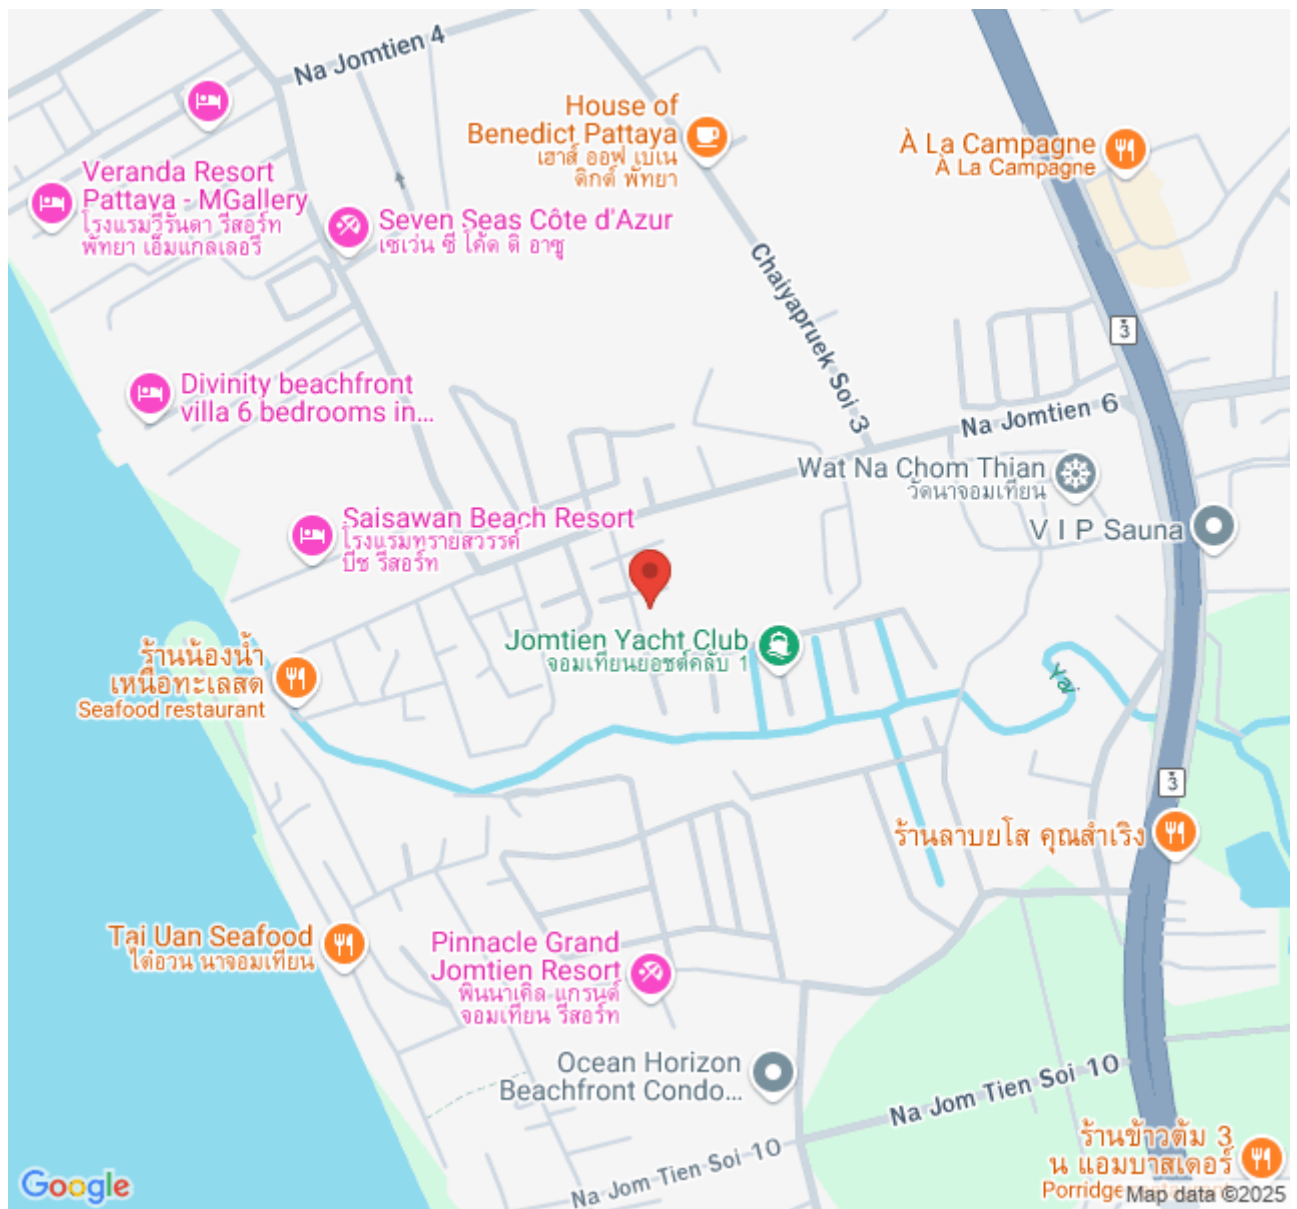 Na Jomtien 4
House of
Benedict Pattaya
เฮาส์ ออฟ เบเน
ดิกต์ พัทยา
À La Campagne
À La Campagne
Veranda Resort
Pattaya - MGallery
โรงแรมวีรันดา รีสอร์ท
พัทยา เอ็มแกลเลอรี
Seven Seas Côte d'Azur
เซเว่น ซี โค้ด ดิ อาซู
Chaiyapruek Soi 3
3
Divinity beachfront
villa 6 bedrooms in...
Na Jomtien 6
Wat Na Chom Thian
วัดนาจอมเทียน
V I P Sauna
Saisawan Beach Resort
โรงแรมทรายสวรรค์
บีช รีสอร์ท
Jomtien Yacht Club
จอมเทียนยอชต์คลับ 1
ร้านน้องน้ำ
เหนือทะเลสด
Seafood restaurant
Yai
3
ร้านลาบยโส คุณสำเริง
Tai Uan Seafood
ไต๋อวน นาจอมเทียน
Pinnacle Grand
Jomtien Resort
พินนาเคิล แกรนด์
จอมเทียน รีสอร์ท
Ocean Horizon
Beachfront Condo...
Na Jom Tien Soi 10
Na Jom Tien Soi 10
ร้านข้าวต้ม 3
น แอมบาสเดอร์
Porridge
Google
Map data ©2025